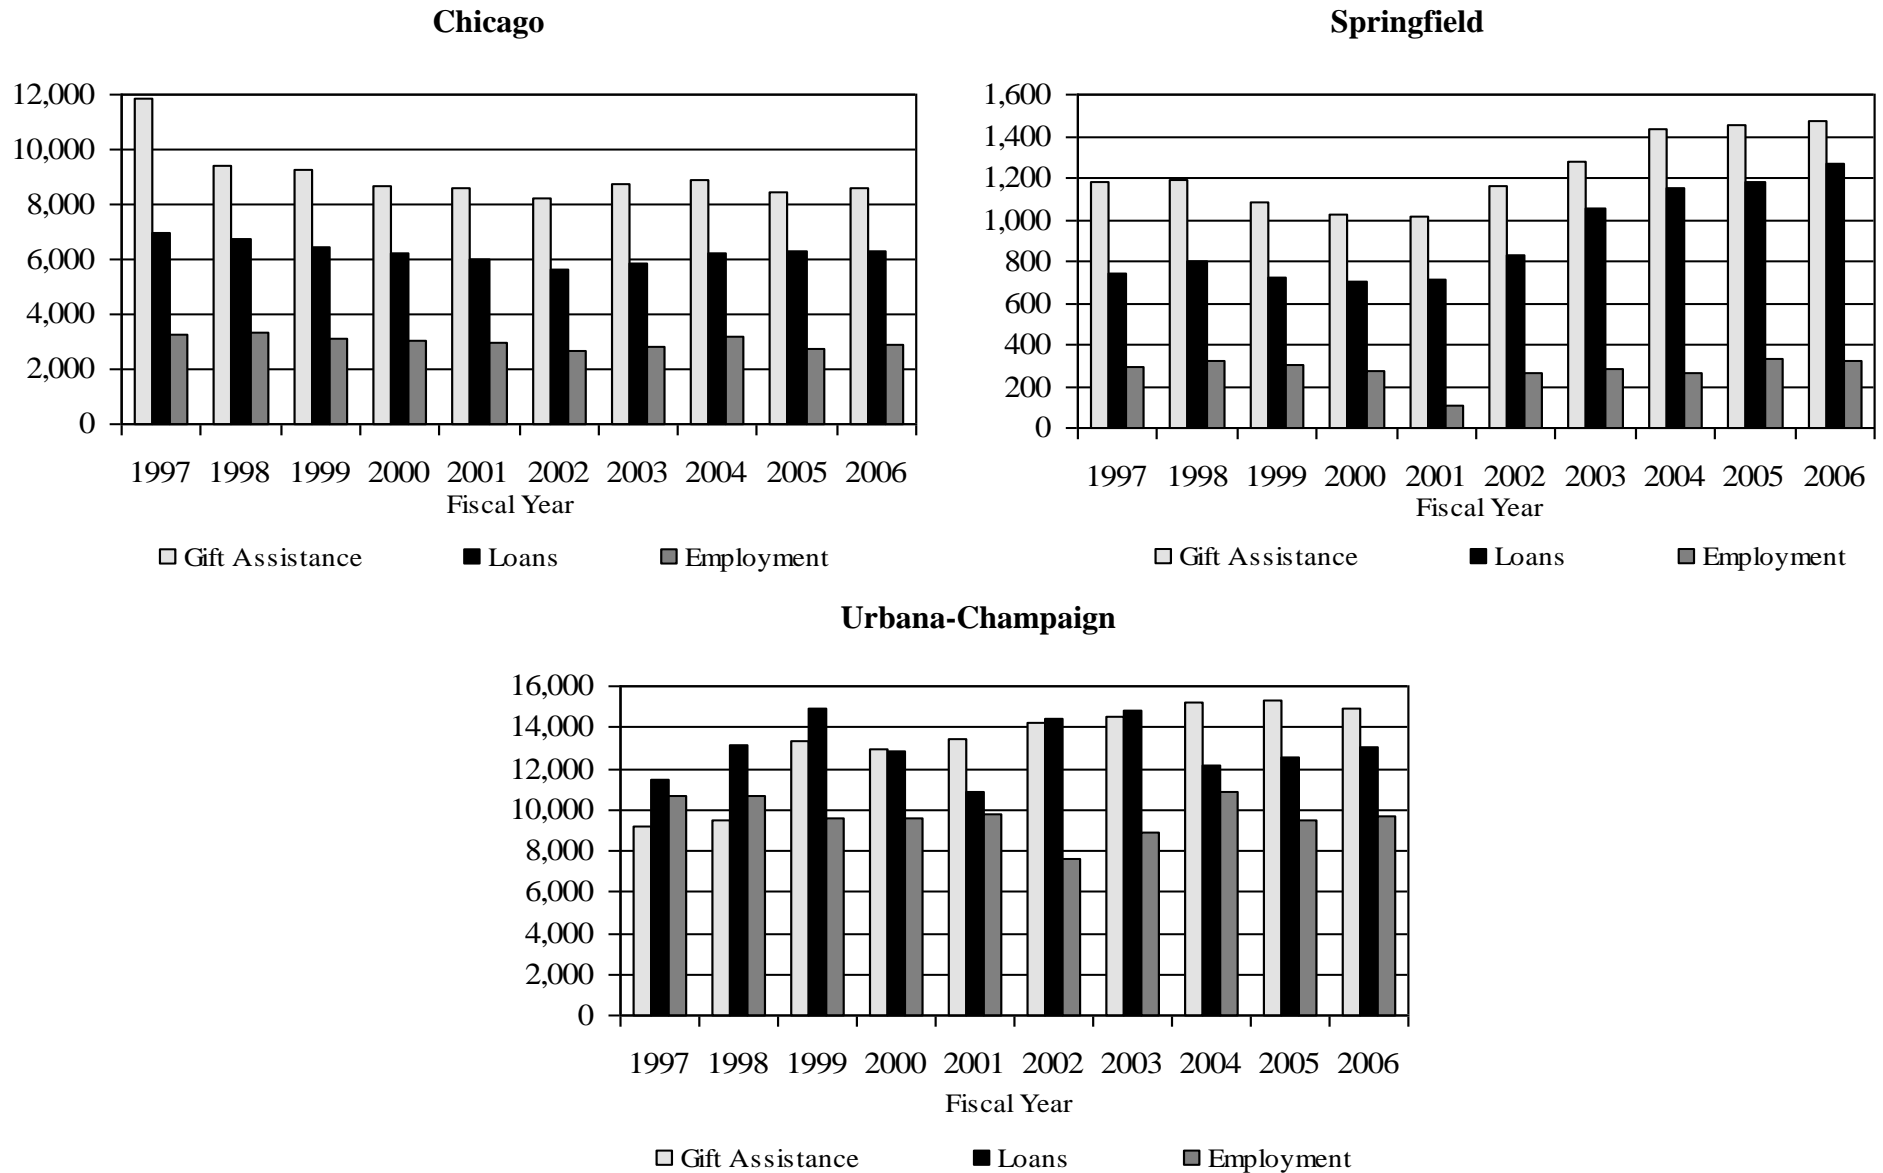 Chicago
12,000
10,000
8,000
6,000
4,000
2,000
0
1997 1998 1999 2000 2001 2002 2003 2004 2005 2006
Fiscal Year
Gift Assistance Loans Employment
Springfield
1,600
1,400
1,200
1,000
800
600
400
200
0
1997 1998 1999 2000 2001 2002 2003 2004 2005 2006
Fiscal Year
Gift Assistance Loans Employment
Urbana-Champaign
16,000
14,000
12,000
10,000
8,000
6,000
4,000
2,000
0
1997 1998 1999 2000 2001 2002 2003 2004 2005 2006
Fiscal Year
Gift Assistance Loans Employment